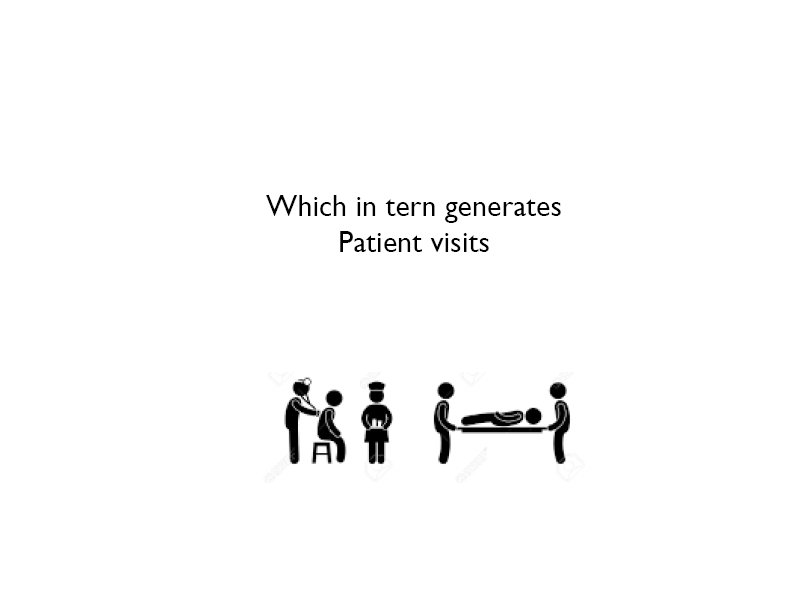 Which in tern generates
Patient visits